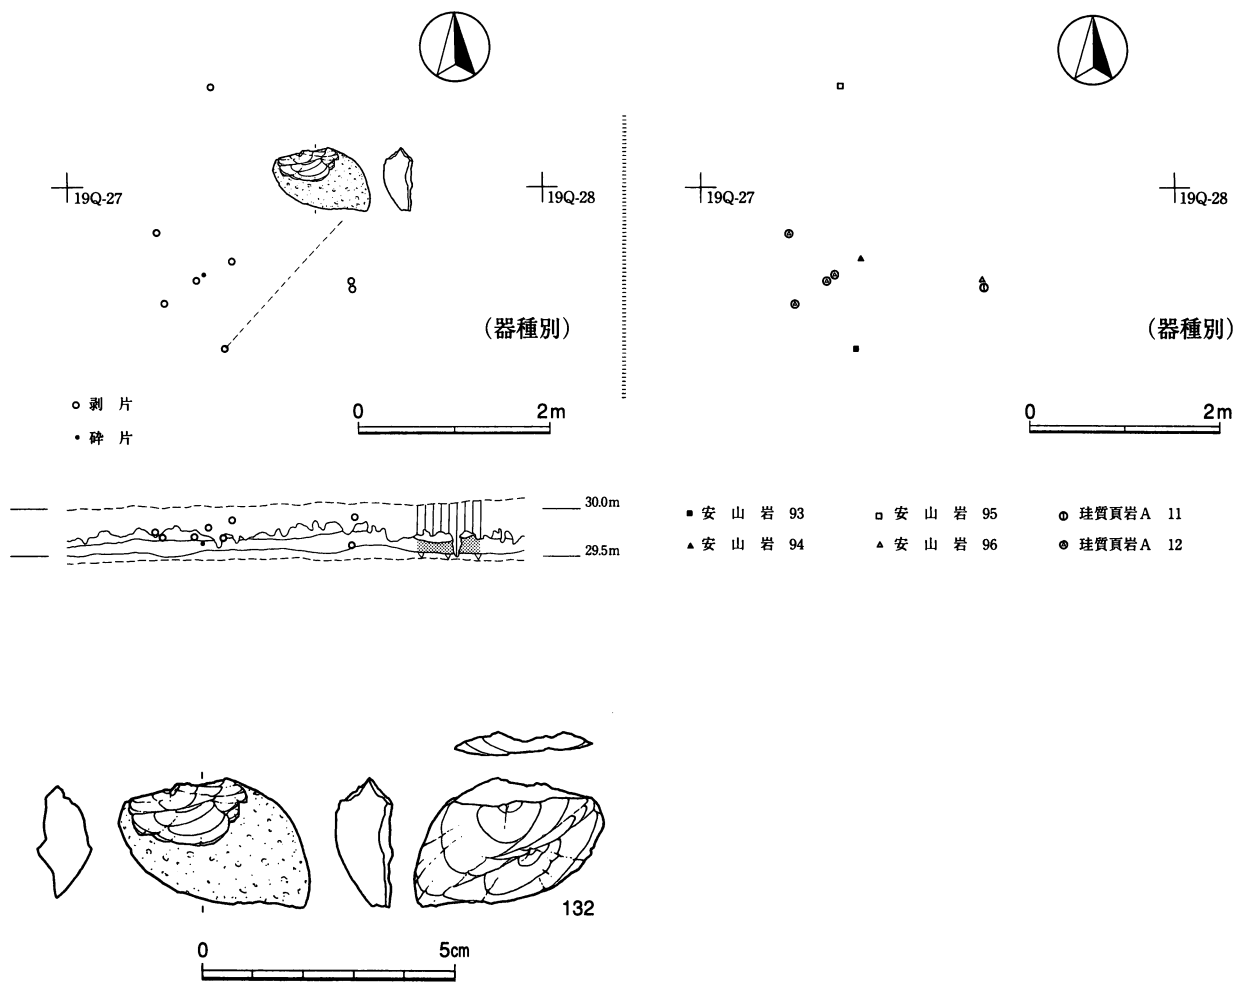 19Q-27
19Q-28
(器種別)
剥 片
砕 片
0 2m
19Q-27
19Q-28
(器種別)
0 2m
30.0m
29.5m
安 山 岩 93
安 山 岩 94
安 山 岩 95
安 山 岩 96
珪質頁岩A 11
珪質頁岩A 12
132
0 5cm